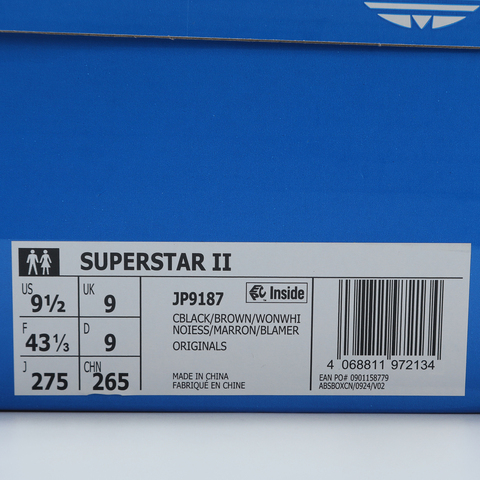 SUPERSTAR II
US 9½ UK 9
F 43⅓ D 9
J 275 CHN 265
JP9187 Inside
CBLACK/BROWN/WONWHI
NOIESS/MARRON/BLAMER
ORIGINALS
MADE IN CHINA
FABRIQUÉ EN CHINE
4 068811 972134
EAN PO# 0901158779
ABSBOXCN/0924/V02